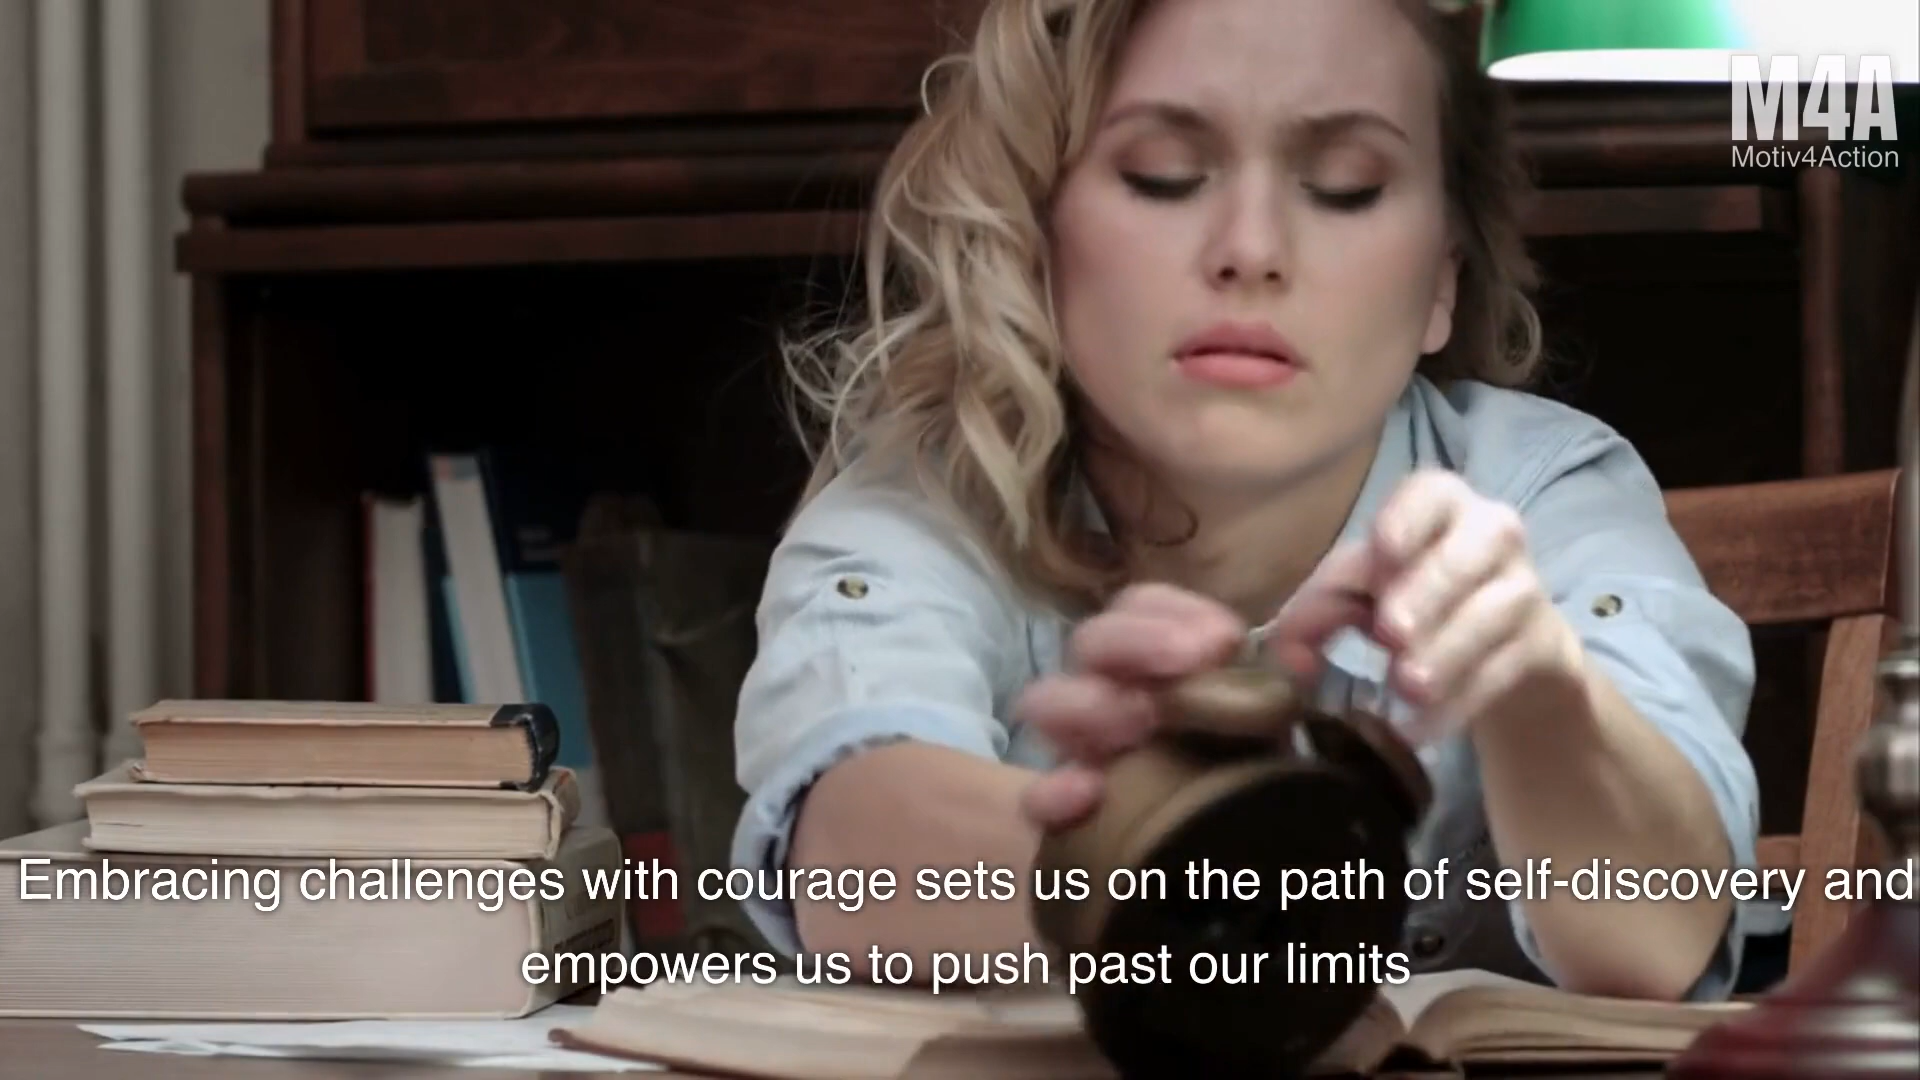 M4A
Motiv4Action
Embracing challenges with courage sets us on the path of self-discovery and
empowers us to push past our limits